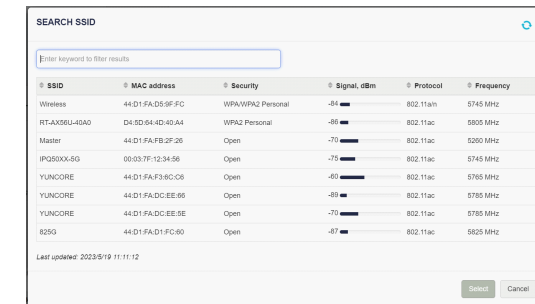 SEARCH SSID
Enter keyword to filter results
SSID MAC address Security Signal, dBm Protocol Frequency
Wireless 44:D1:FA:D5:9F:FC WPA/WPA2 Personal -84 802.11a/n 5745 MHz
RT-AX56U-40A0 D4:5D:64:4D:40:A4 WPA2 Personal -86 802.11ac 5805 MHz
Master 44:D1:FA:FB:2F:26 Open -70 802.11ac 5260 MHz
IPQ50XX-5G 00:03:7F:12:34:56 Open -75 802.11ac 5745 MHz
YUNCORE 44:D1:FA:F3:6C:C6 Open -60 802.11ac 5765 MHz
YUNCORE 44:D1:FA:DC:EE:66 Open -89 802.11ac 5785 MHz
YUNCORE 44:D1:FA:DC:EE:5E Open -70 802.11ac 5785 MHz
825G 44:D1:FA:D1:FC:60 Open -87 802.11ac 5825 MHz
Last updated: 2023/5/19 11:11:12
Select Cancel